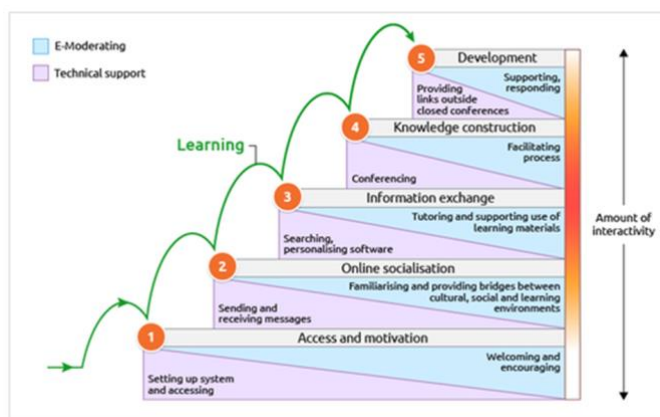 E-Moderating
Technical support
Learning
5
Development
Supporting,
responding
Providing
links outside
closed conferences
4
Knowledge construction
Facilitating
process
Conferencing
3
Information exchange
Tutoring and supporting use of
learning materials
Searching,
personalising software
2
Online socialisation
Familiarising and providing bridges between
cultural, social and learning
environments
Sending and
receiving messages
1
Access and motivation
Welcoming and
encouraging
Setting up system
and accessing
Amount of
interactivity